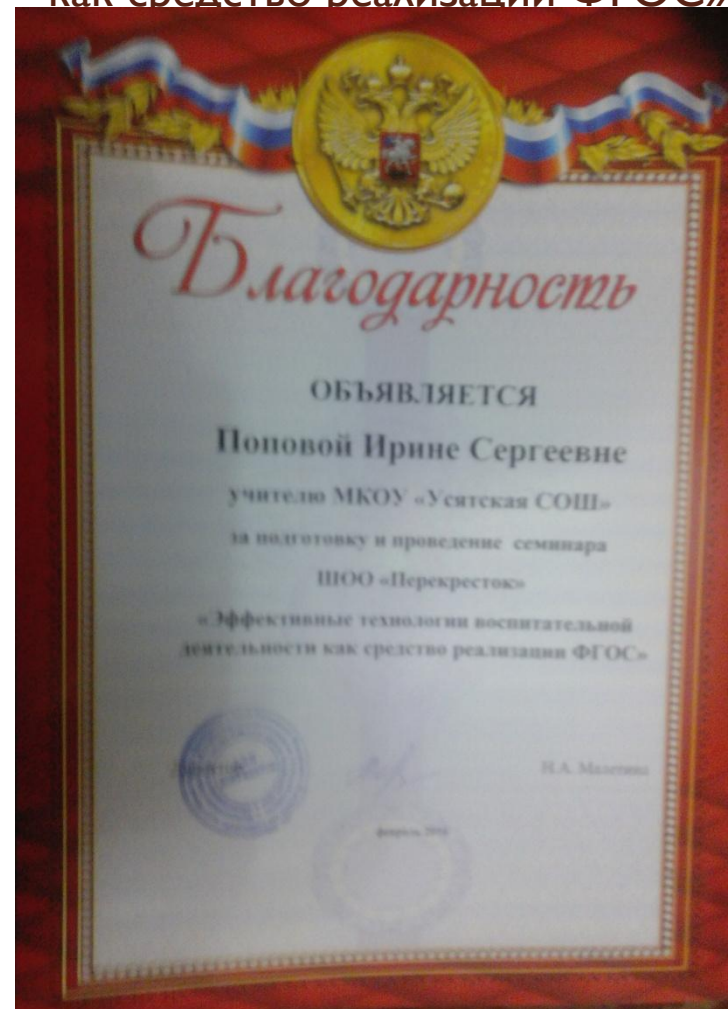 как средство реализации ФГОС»
Благодарность
ОБЪЯВЛЯЕТСЯ
Поповой Ирине Сергеевне
учителю МКОУ «Усятская СОШ»
за подготовку и проведение семинара
ШОО «Перекресток»
«Эффективные технологии воспитательной
деятельности как средство реализации ФГОС»
Н.А.
февраль